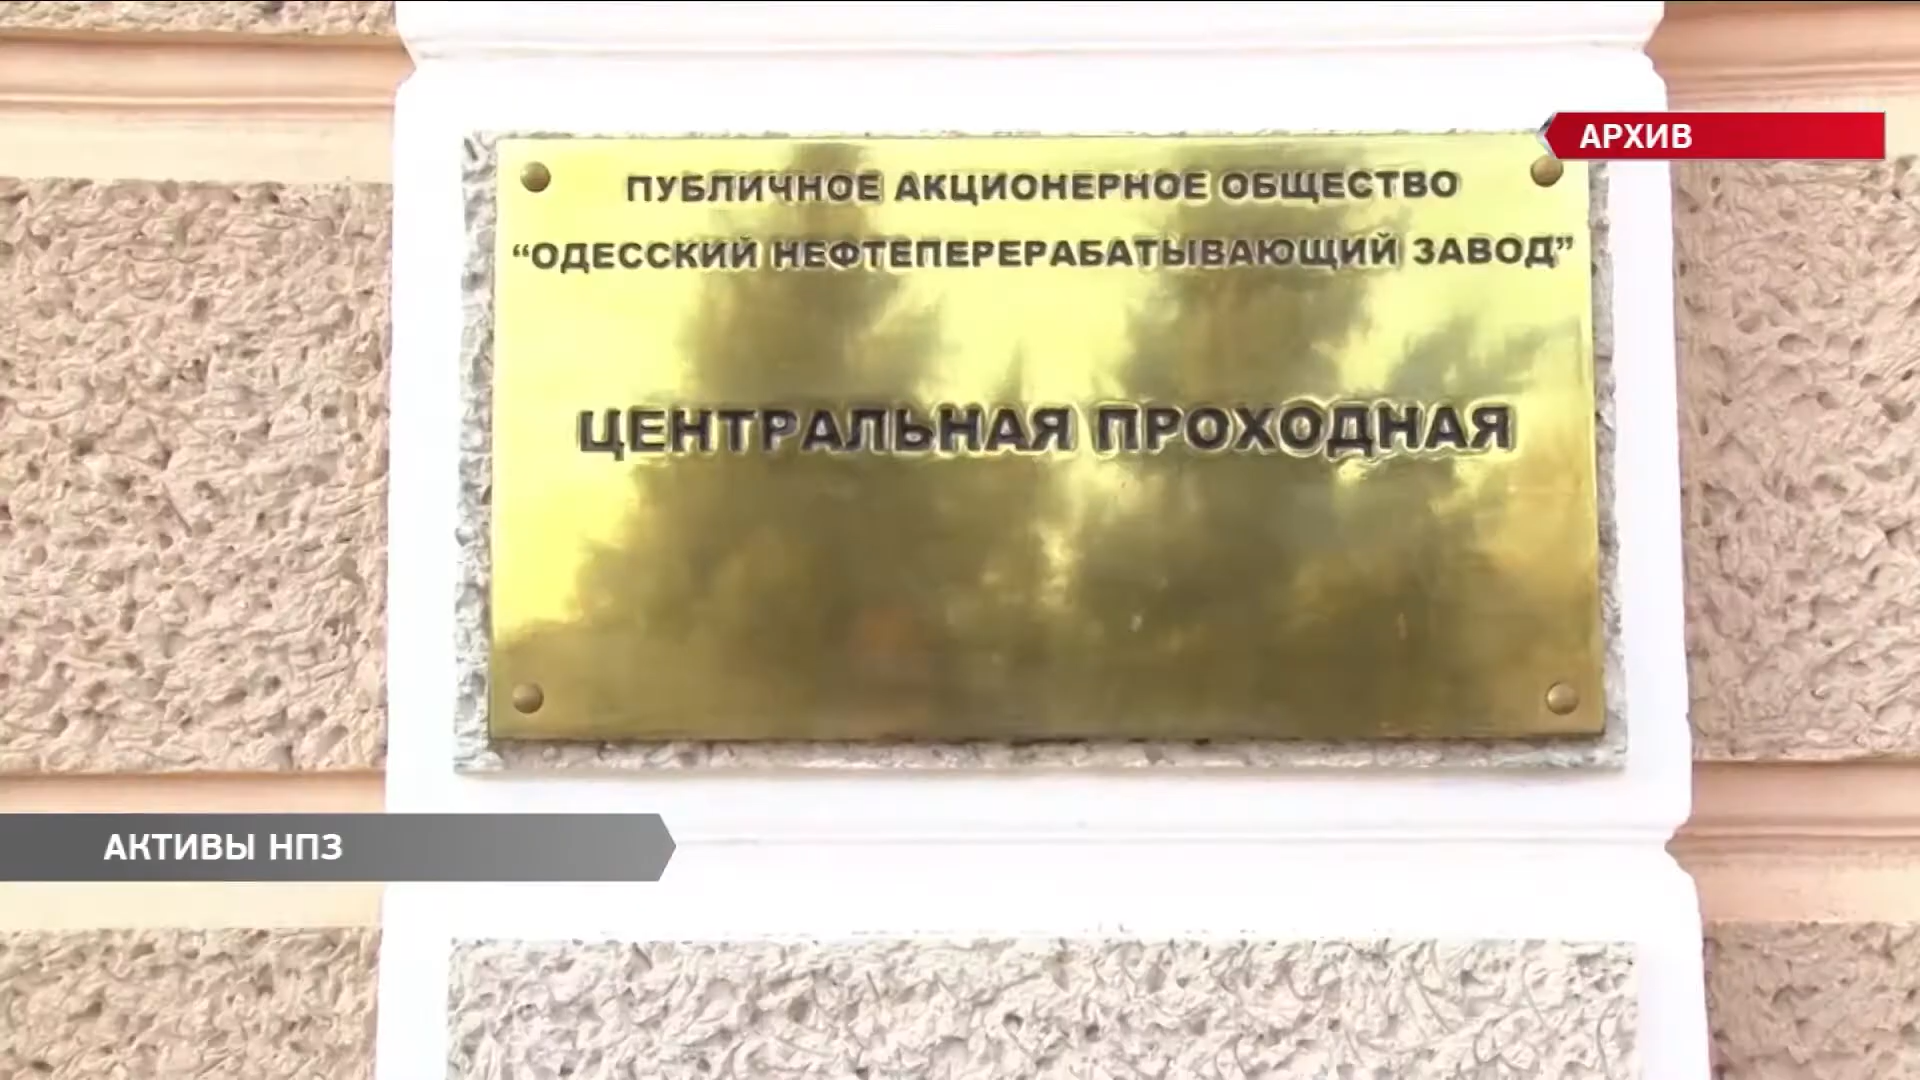 АРХИВ
ПУБЛИЧНОЕ АКЦИОНЕРНОЕ ОБЩЕСТВО
“ОДЕССКИЙ НЕФТЕПЕРЕРАБАТЫВАЮЩИЙ ЗАВОД”
ЦЕНТРАЛЬНАЯ ПРОХОДНАЯ
АКТИВЫ НПЗ